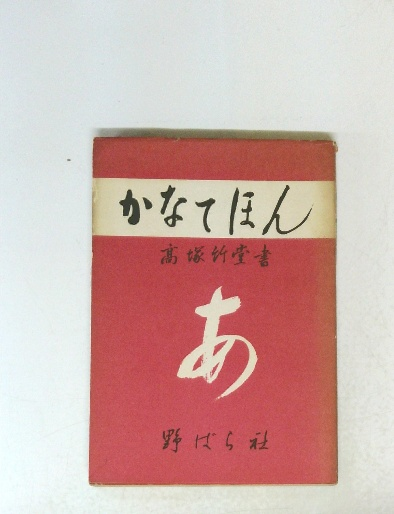 かなてほん
高塚竹堂書
あ
野ばら社